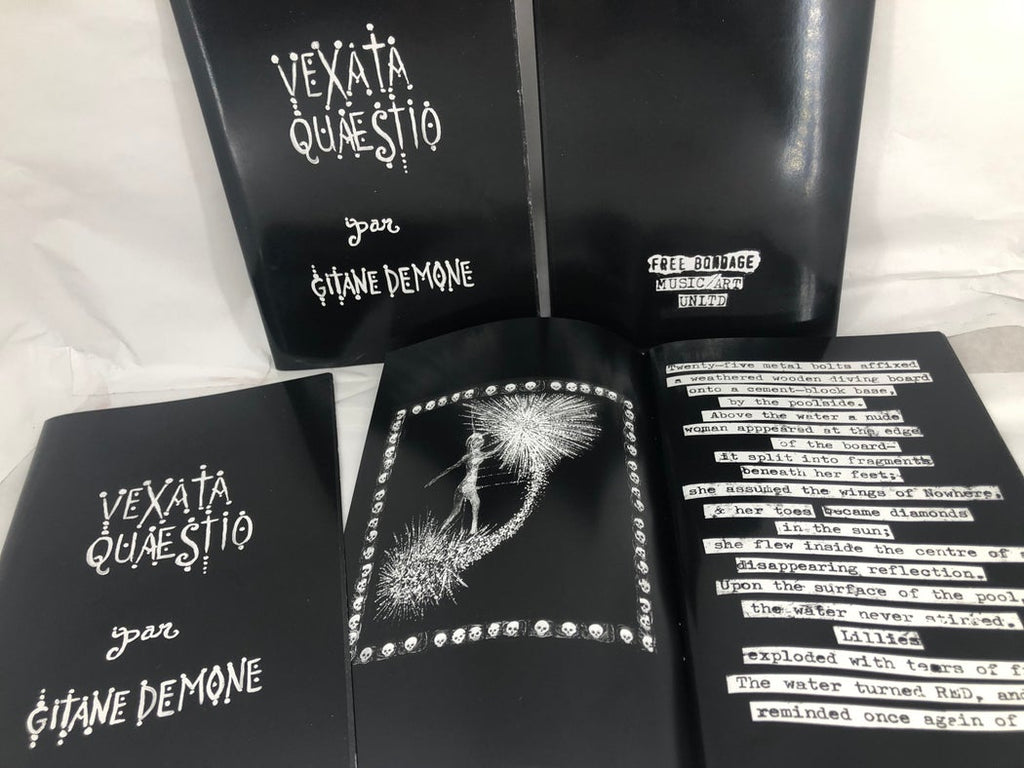 VEXATA
QUAESTIO
par
GITANE DEMONE
FREE BONDAGE
MUSIC/ART
UNLTD
VEXATA
QUAESTIO
par
GITANE DEMONE
Twenty-five metal bolts affixed
a weathered wooden diving board
onto a cement-block base,
by the poolside.
Above the water a nude
woman apppeared at the edge
of the board—
it split into fragments
beneath her feet;
she assumed the wings of Nowhere,
& her toes became diamonds
in the sun;
she flew inside the centre of
disappearing reflection.
Upon the surface of the pool,
the water never stirred.
Lillies
exploded with tears of
The water turned RED, and
reminded once again of